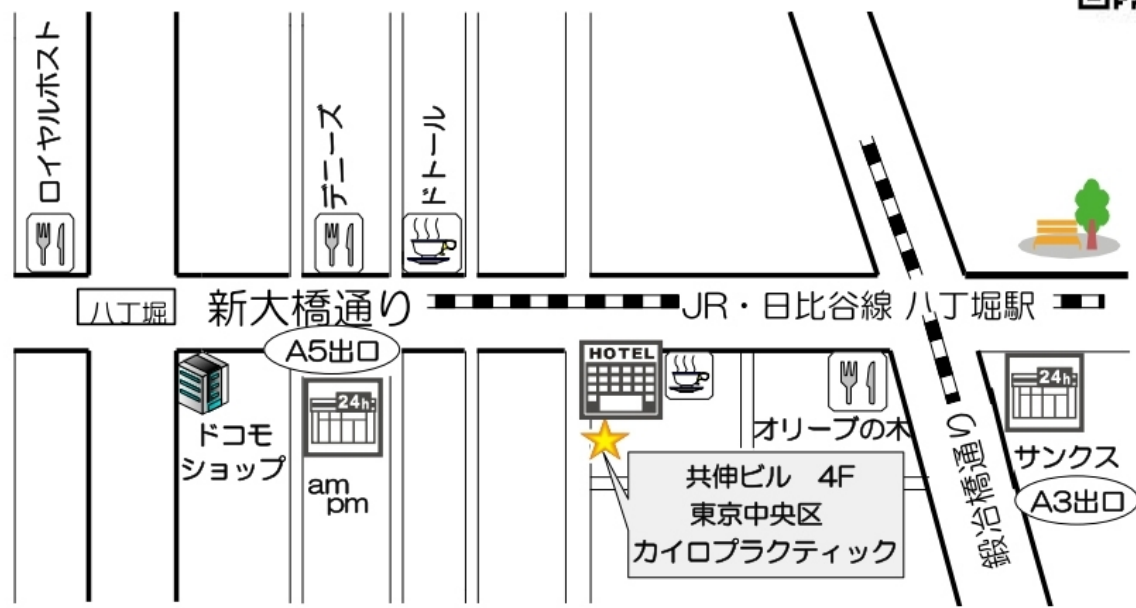 ロイヤルホスト
デニーズ
ドトール
八丁堀
新大橋通り
JR・日比谷線 八丁堀駅
A5出口
HOTEL
24h
24h
ドコモ
ショップ
オリーブの木
サンクス
am
pm
共伸ビル 4F
東京中央区
カイロプラクティック
鍛冶橋通り
A3出口